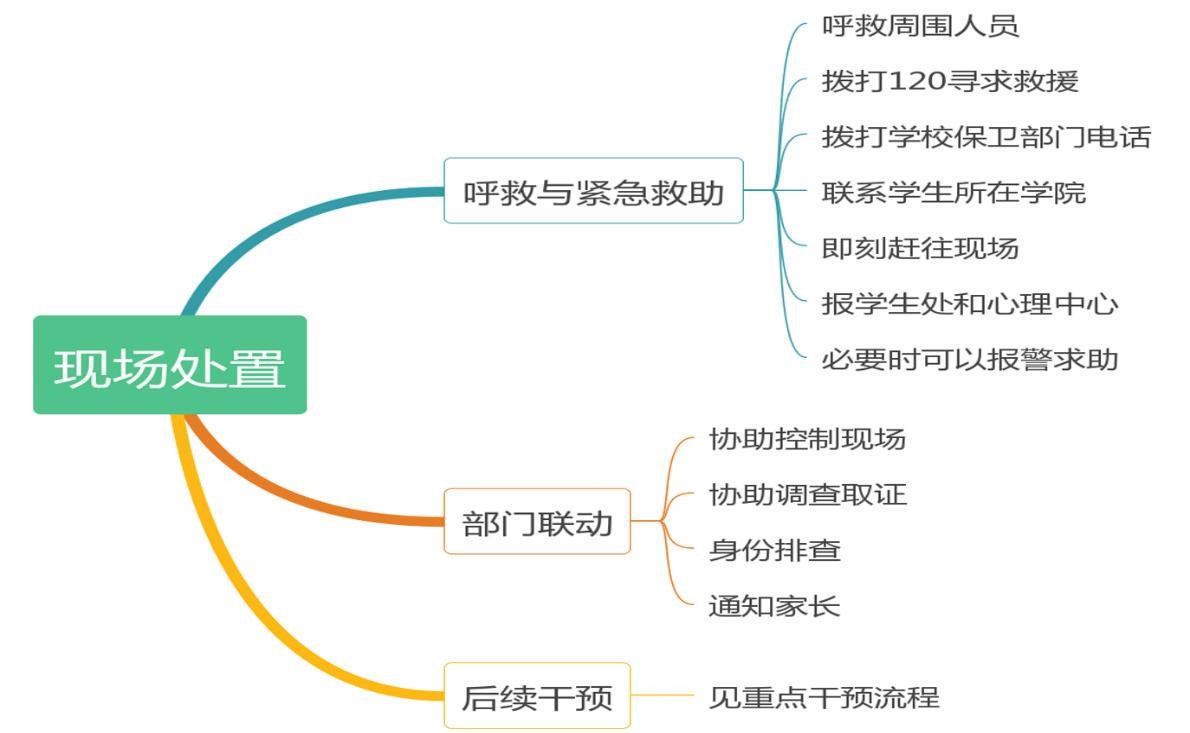 现场处置
呼救与紧急救助
呼救周围人员
拨打120寻求救援
拨打学校保卫部门电话
联系学生所在学院
即刻赶往现场
报学生处和心理中心
必要时可以报警求助
部门联动
协助控制现场
协助调查取证
身份排查
通知家长
后续干预
见重点干预流程